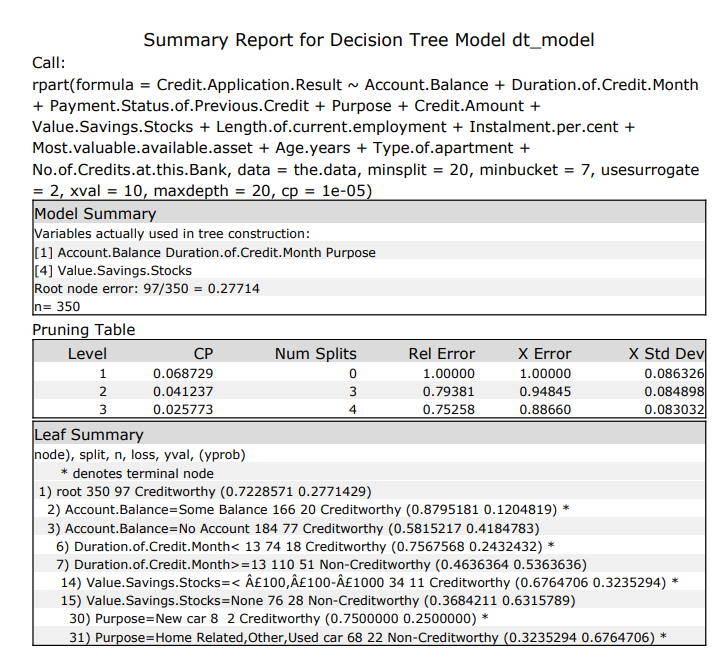 Summary Report for Decision Tree Model dt_model
Call:
rpart(formula = Credit.Application.Result ~ Account.Balance + Duration.of.Credit.Month
+ Payment.Status.of.Previous.Credit + Purpose + Credit.Amount +
Value.Savings.Stocks + Length.of.current.employment + Instalment.per.cent +
Most.valuable.available.asset + Age.years + Type.of.apartment +
No.of.Credits.at.this.Bank, data = the.data, minsplit = 20, minbucket = 7, usesurrogate
= 2, xval = 10, maxdepth = 20, cp = 1e-05)
Model Summary
Variables actually used in tree construction:
[1] Account.Balance Duration.of.Credit.Month Purpose
[4] Value.Savings.Stocks
Root node error: 97/350 = 0.27714
n= 350
Pruning Table
Level CP Num Splits Rel Error X Error X Std Dev
1 0.068729 0 1.00000 1.00000 0.086326
2 0.041237 3 0.79381 0.94845 0.084898
3 0.025773 4 0.75258 0.88660 0.083032
Leaf Summary
node), split, n, loss, yval, (yprob)
* denotes terminal node
1) root 350 97 Creditworthy (0.7228571 0.2771429)
2) Account.Balance=Some Balance 166 20 Creditworthy (0.8795181 0.1204819) *
3) Account.Balance=No Account 184 77 Creditworthy (0.5815217 0.4184783)
6) Duration.of.Credit.Month< 13 74 18 Creditworthy (0.7567568 0.2432432) *
7) Duration.of.Credit.Month>=13 110 51 Non-Creditworthy (0.4636364 0.5363636)
14) Value.Savings.Stocks=< Â£100,Â£100-Â£1000 34 11 Creditworthy (0.6764706 0.3235294) *
15) Value.Savings.Stocks=None 76 28 Non-Creditworthy (0.3684211 0.6315789)
30) Purpose=New car 8 2 Creditworthy (0.7500000 0.2500000) *
31) Purpose=Home Related,Other,Used car 68 22 Non-Creditworthy (0.3235294 0.6764706) *